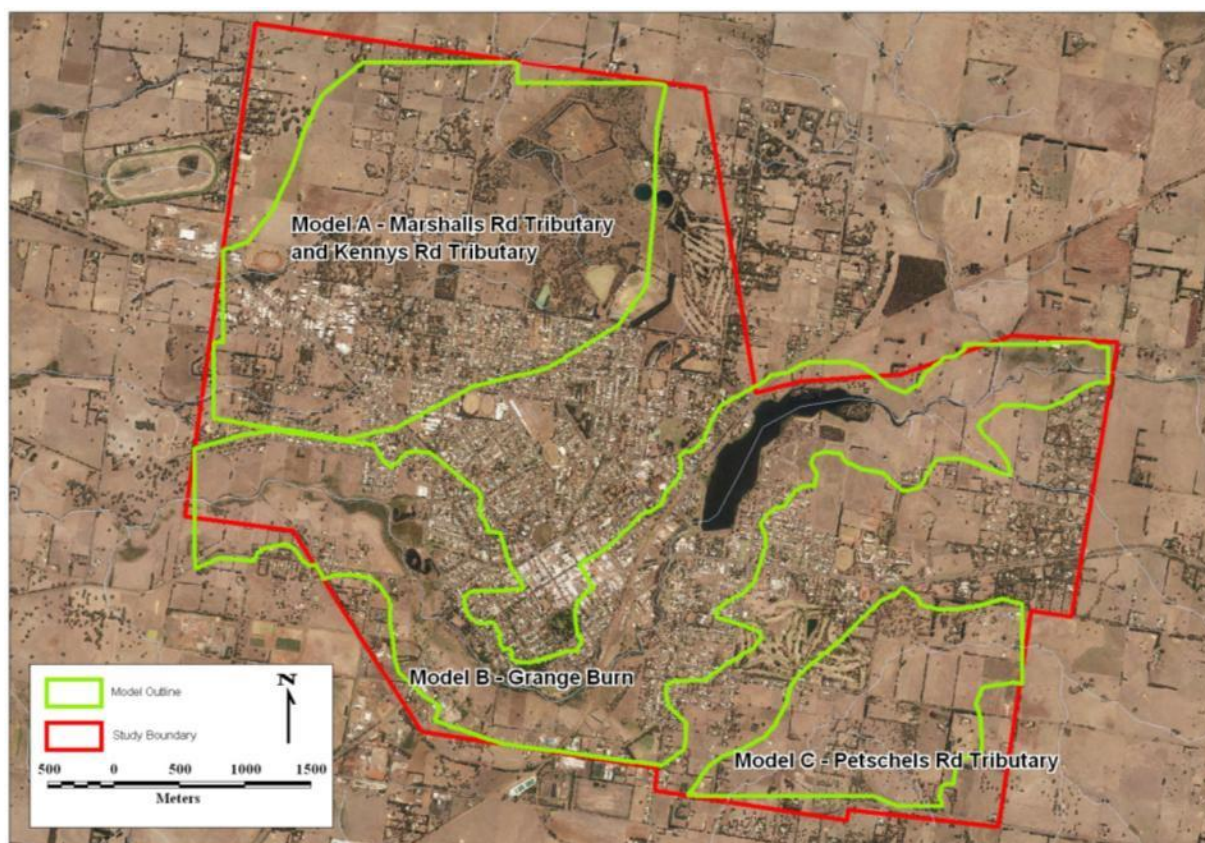 Model A - Marshalls Rd Tributary
and Kennys Rd Tributary
Model B - Grange Burn
Model C - Petschels Rd Tributary
Model Outline
Study Boundary
N
500 0 500 1000 1500
Meters